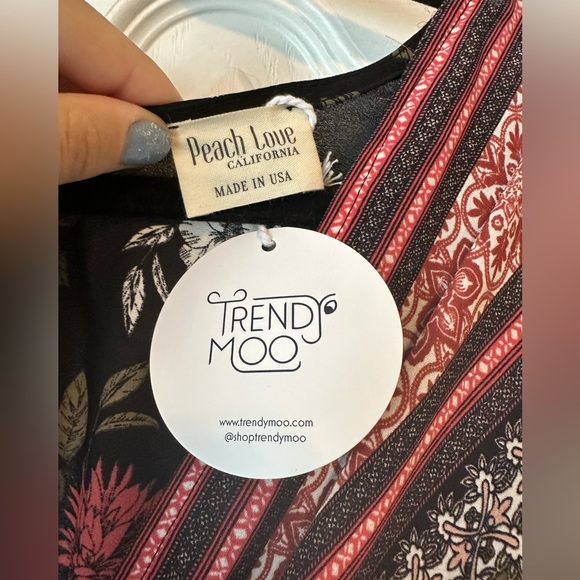 Peach Love
CALIFORNIA
MADE IN USA
TRENDY
MOO
www.trendymoo.com
@shoptrendymoo